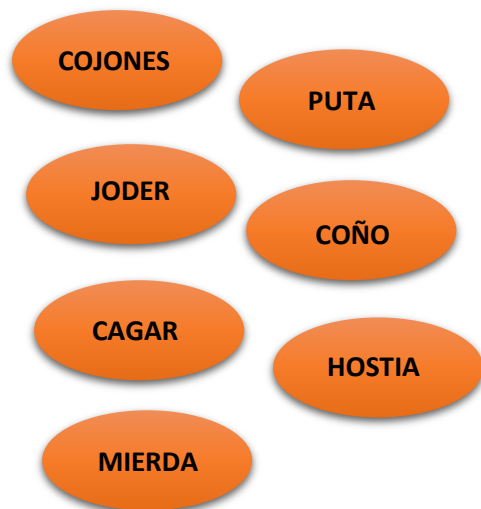 COJONES
PUTA
JODER
COÑO
CAGAR
HOSTIA
MIERDA